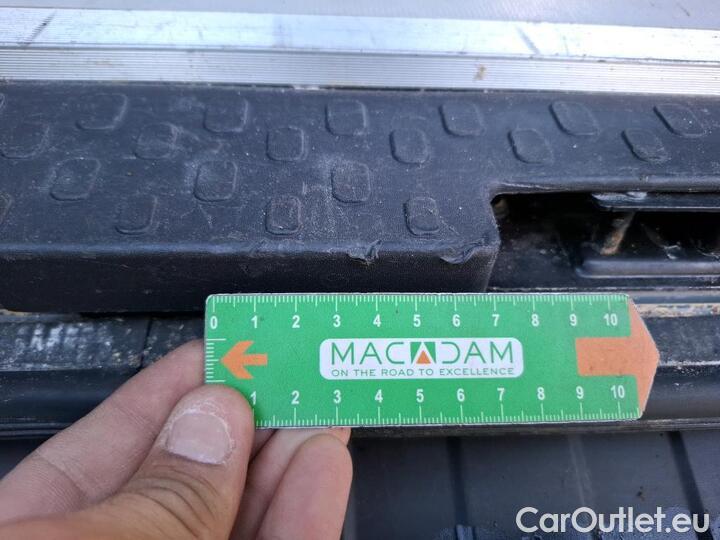 0 1 2 3 4 5 6 7 8 9 10
MACADAM
ON THE ROAD TO EXCELLENCE
1 2 3 4 5 6 7 8 9 10
CarOutlet.eu